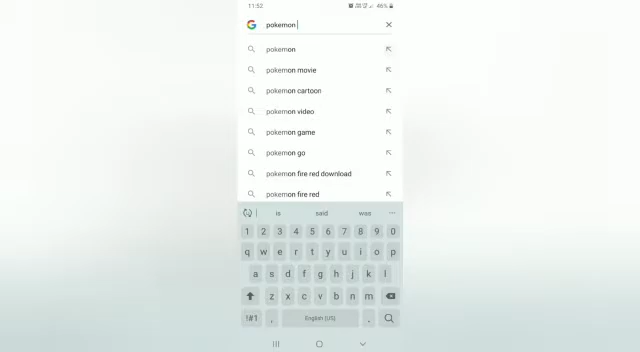 11:52
46%
pokemon
pokemon
pokemon movie
pokemon cartoon
pokemon video
pokemon game
pokemon go
pokemon fire red download
pokemon fire red
is said was
1 2 3 4 5 6 7 8 9 0
q w e r t y u i o p
a s d f g h j k l
z x c v b n m
!#1 , English (US) .